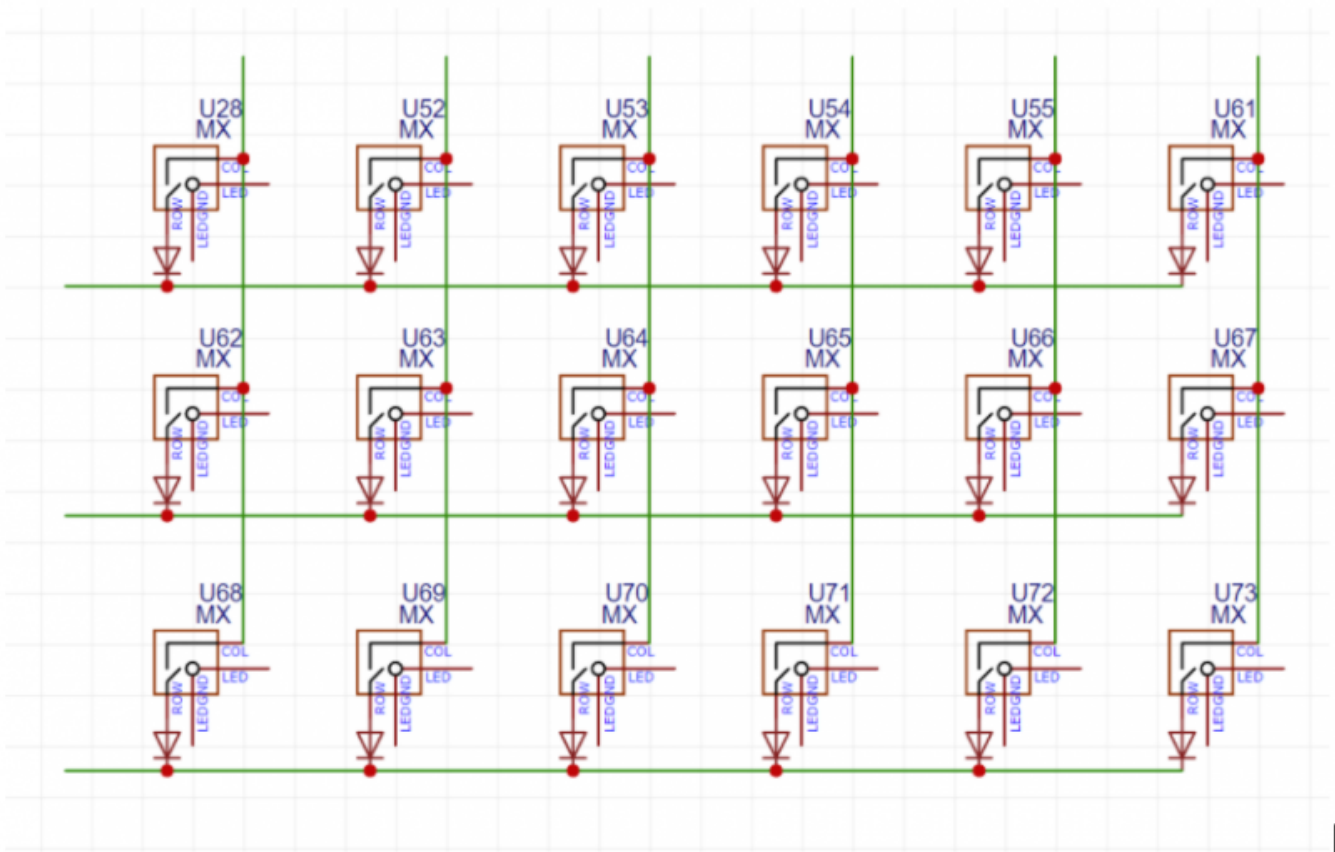 U28 U52 U53 U54 U55 U61
MX MX MX MX MX MX
COL COL COL COL COL COL
LED LED LED LED LED LED
ROW LEDGND ROW LEDGND ROW LEDGND ROW LEDGND ROW LEDGND ROW LEDGND
U62 U63 U64 U65 U66 U67
MX MX MX MX MX MX
COL COL COL COL COL COL
LED LED LED LED LED LED
ROW LEDGND ROW LEDGND ROW LEDGND ROW LEDGND ROW LEDGND ROW LEDGND
U68 U69 U70 U71 U72 U73
MX MX MX MX MX MX
COL COL COL COL COL COL
LED LED LED LED LED LED
ROW LEDGND ROW LEDGND ROW LEDGND ROW LEDGND ROW LEDGND ROW LEDGND